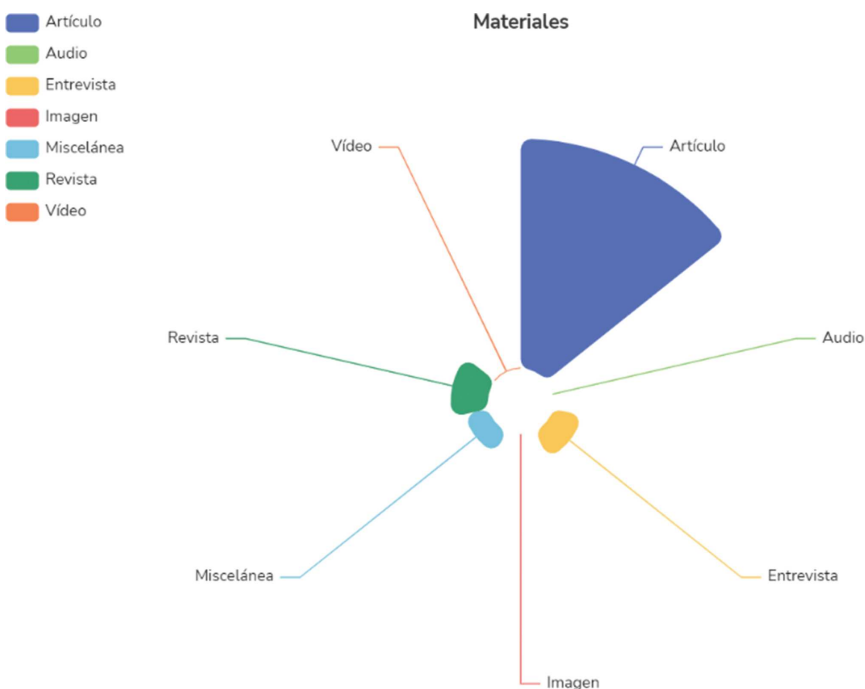 Materiales
Artículo
Audio
Entrevista
Imagen
Miscelánea
Revista
Vídeo
Vídeo
Artículo
Revista
Audio
Miscelánea
Entrevista
Imagen